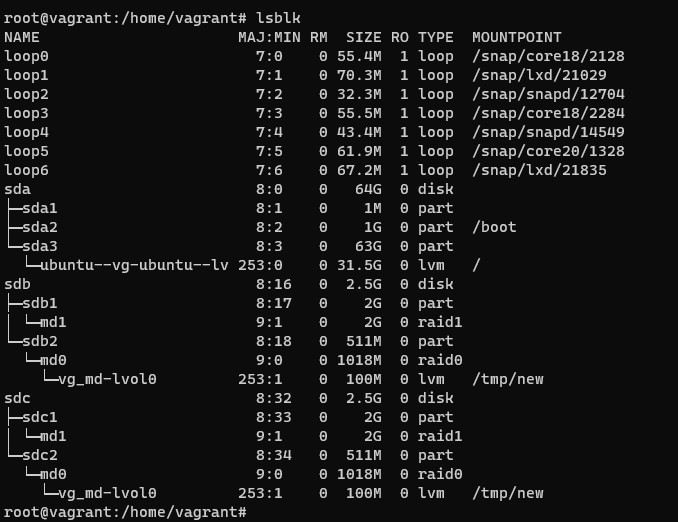 root@vagrant:/home/vagrant# lsblk
NAME                      MAJ:MIN RM  SIZE RO TYPE  MOUNTPOINT
loop0                       7:0    0 55.4M  1 loop  /snap/core18/2128
loop1                       7:1    0 70.3M  1 loop  /snap/lxd/21029
loop2                       7:2    0 32.3M  1 loop  /snap/snapd/12704
loop3                       7:3    0 55.5M  1 loop  /snap/core18/2284
loop4                       7:4    0 43.4M  1 loop  /snap/snapd/14549
loop5                       7:5    0 61.9M  1 loop  /snap/core20/1328
loop6                       7:6    0 67.2M  1 loop  /snap/lxd/21835
sda                         8:0    0   64G  0 disk
├─sda1                      8:1    0    1M  0 part
├─sda2                      8:2    0    1G  0 part  /boot
└─sda3                      8:3    0   63G  0 part
  └─ubuntu--vg-ubuntu--lv 253:0    0 31.5G  0 lvm   /
sdb                         8:16   0  2.5G  0 disk
├─sdb1                      8:17   0    2G  0 part
│ └─md1                     9:1    0    2G  0 raid1
└─sdb2                      8:18   0  511M  0 part
  └─md0                     9:0    0 1018M  0 raid0
    └─vg_md-lvol0         253:1    0  100M  0 lvm   /tmp/new
sdc                         8:32   0  2.5G  0 disk
├─sdc1                      8:33   0    2G  0 part
│ └─md1                     9:1    0    2G  0 raid1
└─sdc2                      8:34   0  511M  0 part
  └─md0                     9:0    0 1018M  0 raid0
    └─vg_md-lvol0         253:1    0  100M  0 lvm   /tmp/new
root@vagrant:/home/vagrant#